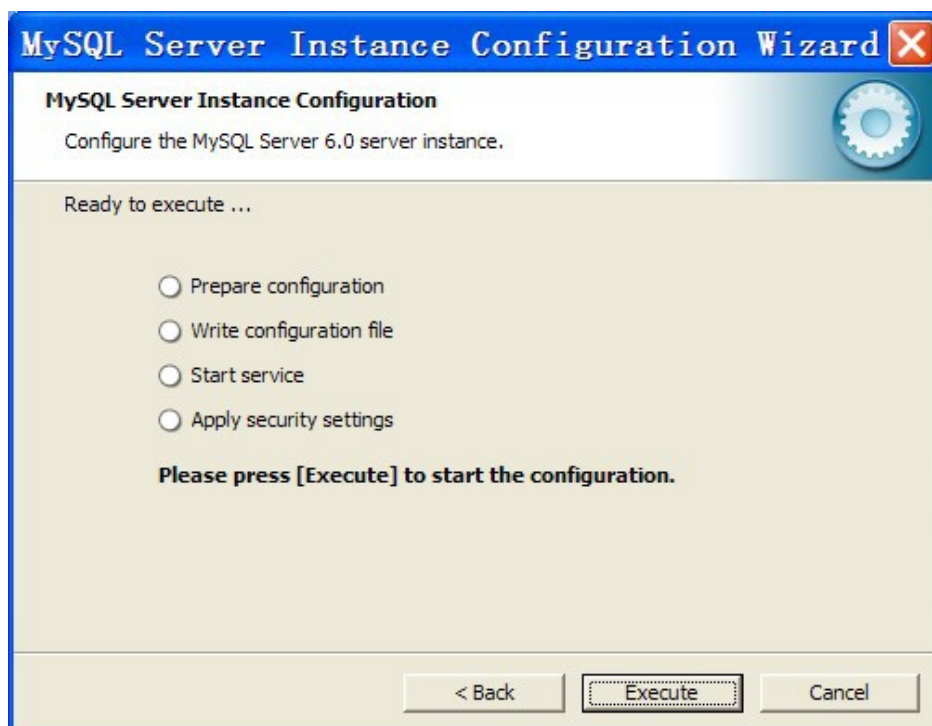 MySQL Server Instance Configuration Wizard
MySQL Server Instance Configuration
Configure the MySQL Server 6.0 server instance.
Ready to execute ...
Prepare configuration
Write configuration file
Start service
Apply security settings
Please press [Execute] to start the configuration.
< Back Execute Cancel